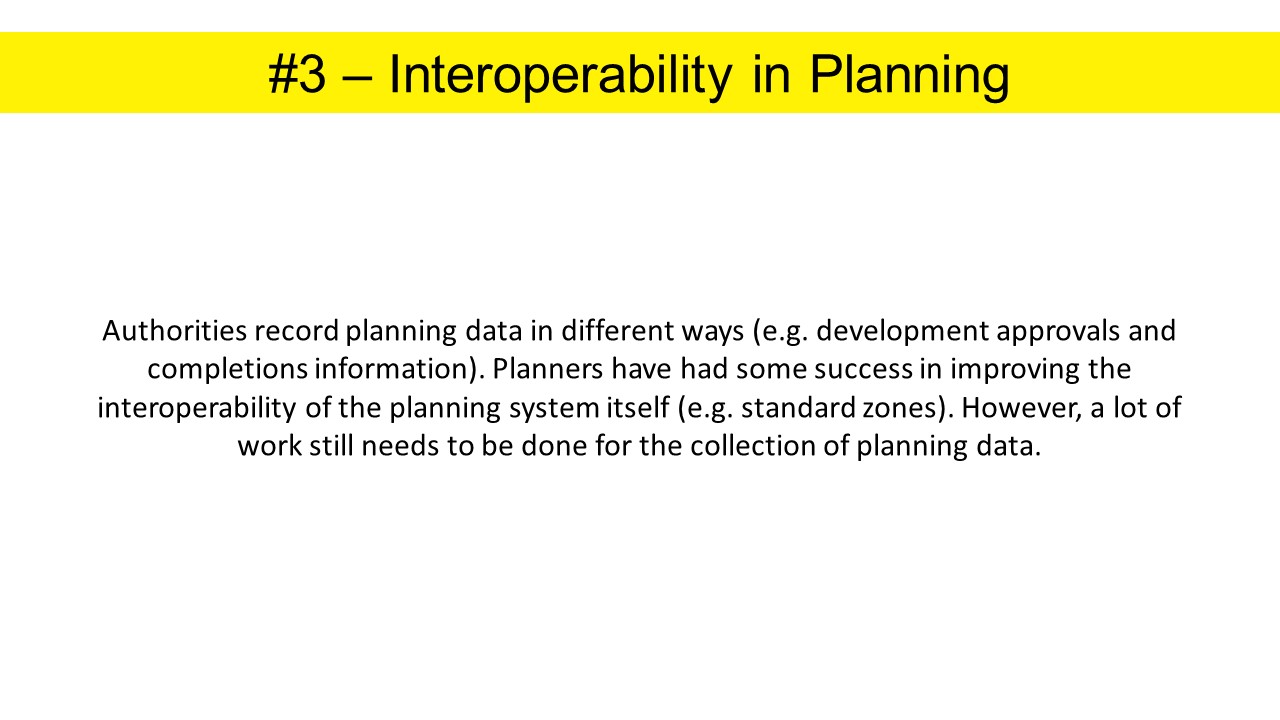 #3 – Interoperability in Planning
Authorities record planning data in different ways (e.g. development approvals and
completions information). Planners have had some success in improving the
interoperability of the planning system itself (e.g. standard zones). However, a lot of
work still needs to be done for the collection of planning data.